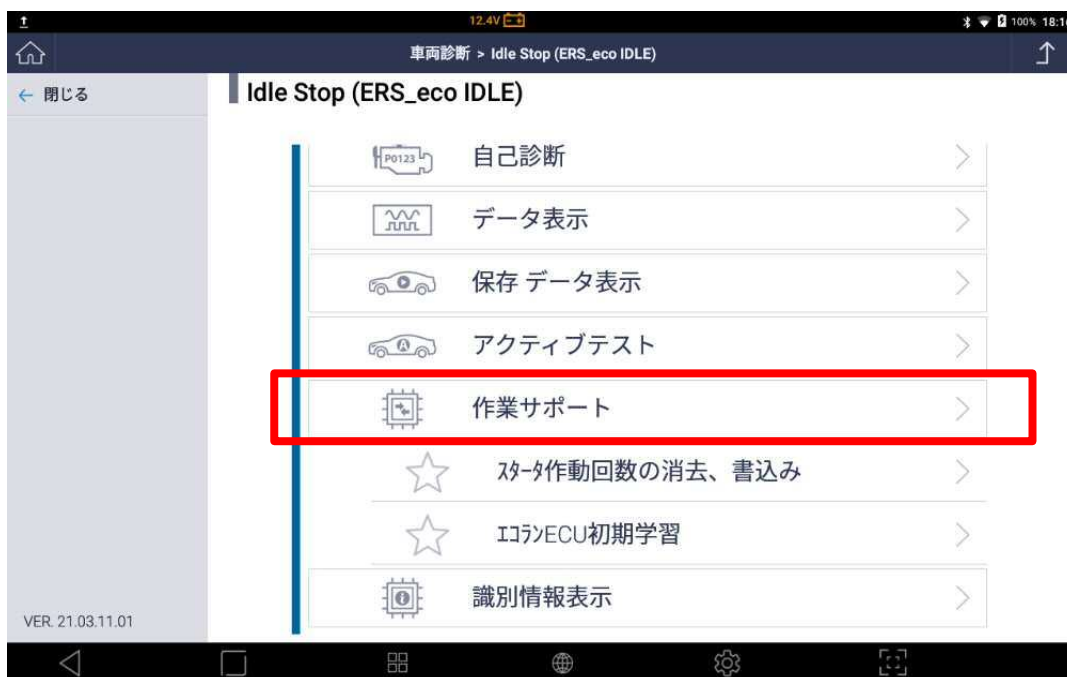 12.4V
100% 18:1
車両診断 > Idle Stop (ERS_eco IDLE)
← 閉じる
Idle Stop (ERS_eco IDLE)
P0123
自己診断
データ表示
保存 データ表示
A
アクティブテスト
作業サポート
ｽﾀｰﾀ作動回数の消去、書込み
ｴｺﾗﾝECU初期学習
識別情報表示
VER. 21.03.11.01